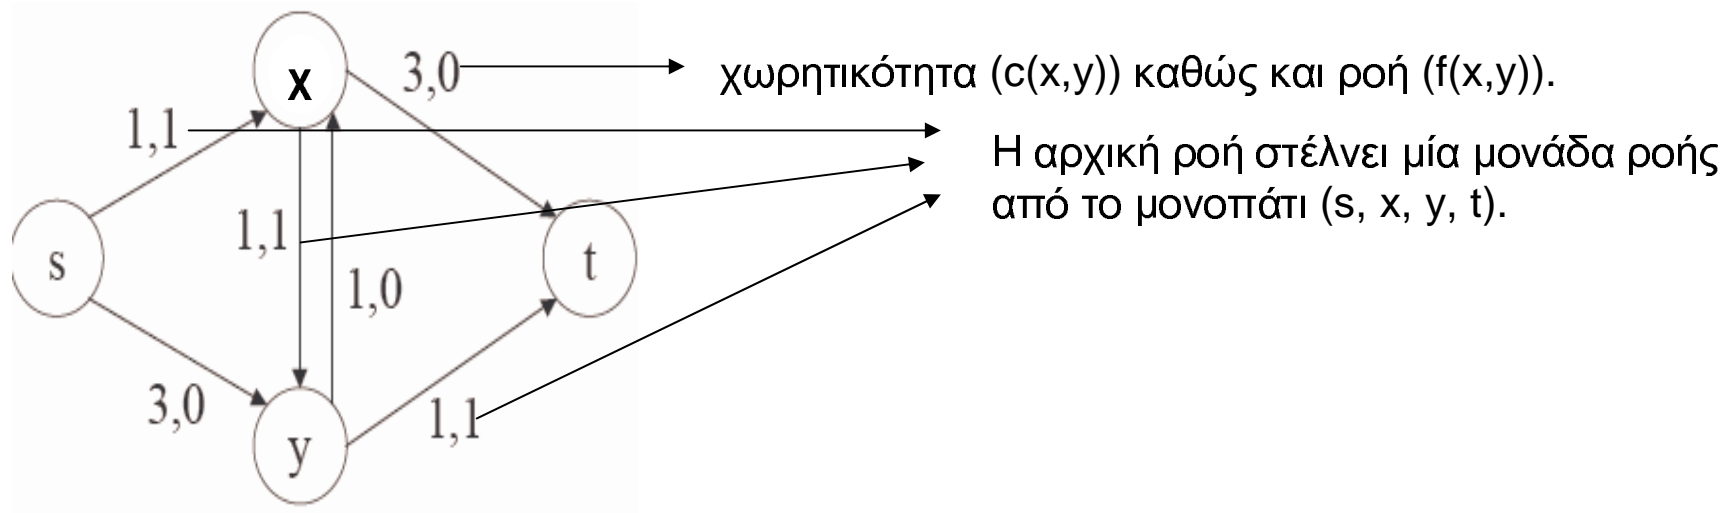 x
3,0
χωρητικότητα (c(x,y)) καθώς και ροή (f(x,y)).
1,1
Η αρχική ροή στέλνει μία μονάδα ροής
από το μονοπάτι (s, x, y, t).
1,1
s
t
1,0
3,0
1,1
y